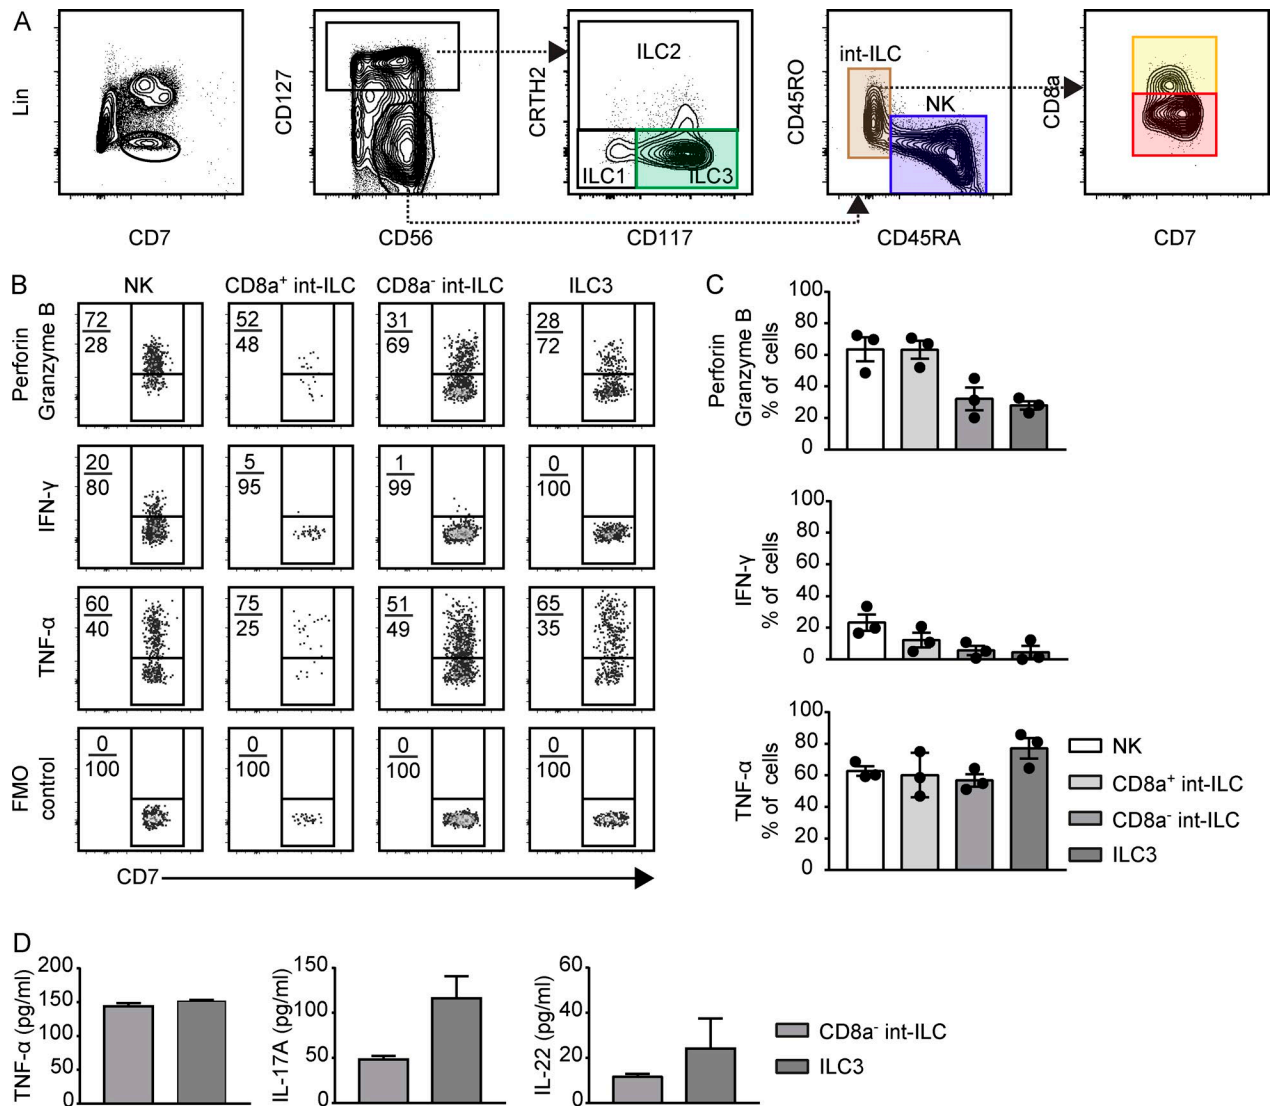 A
Lin
CD7
CD127
CD56
CRTH2
ILC2
ILC1
ILC3
CD117
CD45RO
int-ILC
NK
CD45RA
CD8a
CD7
B
NK
CD8a⁺ int-ILC
CD8a⁻ int-ILC
ILC3
Perforin
Granzyme B
72
28
52
48
31
69
28
72
IFN-γ
20
80
5
95
1
99
0
100
TNF-α
60
40
75
25
51
49
65
35
FMO
control
0
100
0
100
0
100
0
100
CD7
C
Perforin
Granzyme B
% of cells
100
80
60
40
20
0
IFN-γ
% of cells
100
80
60
40
20
0
TNF-α
% of cells
100
80
60
40
20
0
NK
CD8a⁺ int-ILC
CD8a⁻ int-ILC
ILC3
D
TNF-α (pg/ml)
200
150
100
50
0
IL-17A (pg/ml)
150
100
50
0
IL-22 (pg/ml)
60
40
20
0
CD8a⁻ int-ILC
ILC3